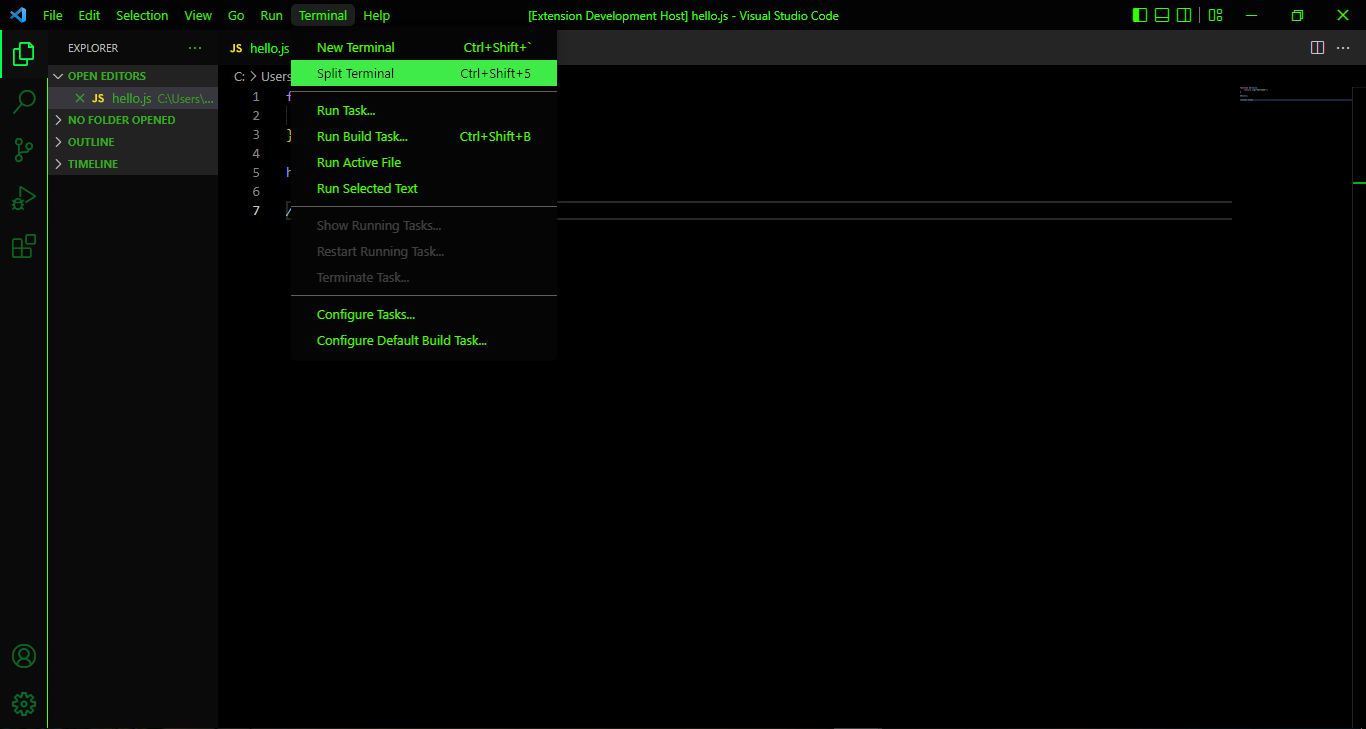 File Edit Selection View Go Run Terminal Help [Extension Development Host] hello.js - Visual Studio Code
EXPLORER
OPEN EDITORS
JS hello.js C:\Users\...
NO FOLDER OPENED
OUTLINE
TIMELINE
JS hello.js
C: > Users
1 f
2
3 }
4
5 h
6
7 /
New Terminal Ctrl+Shift+`
Split Terminal Ctrl+Shift+5
Run Task...
Run Build Task... Ctrl+Shift+B
Run Active File
Run Selected Text
Show Running Tasks...
Restart Running Task...
Terminate Task...
Configure Tasks...
Configure Default Build Task...